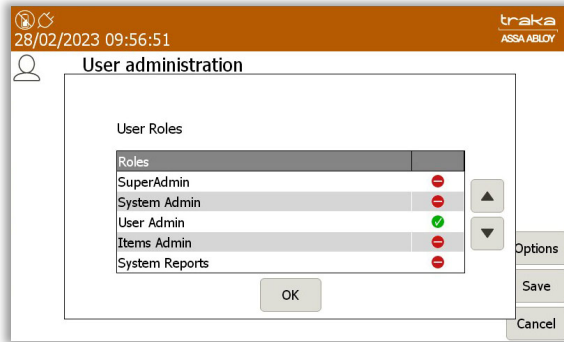 traka
28/02/2023 09:56:51
ASSA ABLOY
User administration
User Roles
Roles
SuperAdmin
System Admin
User Admin
Items Admin
System Reports
OK
Options
Save
Cancel